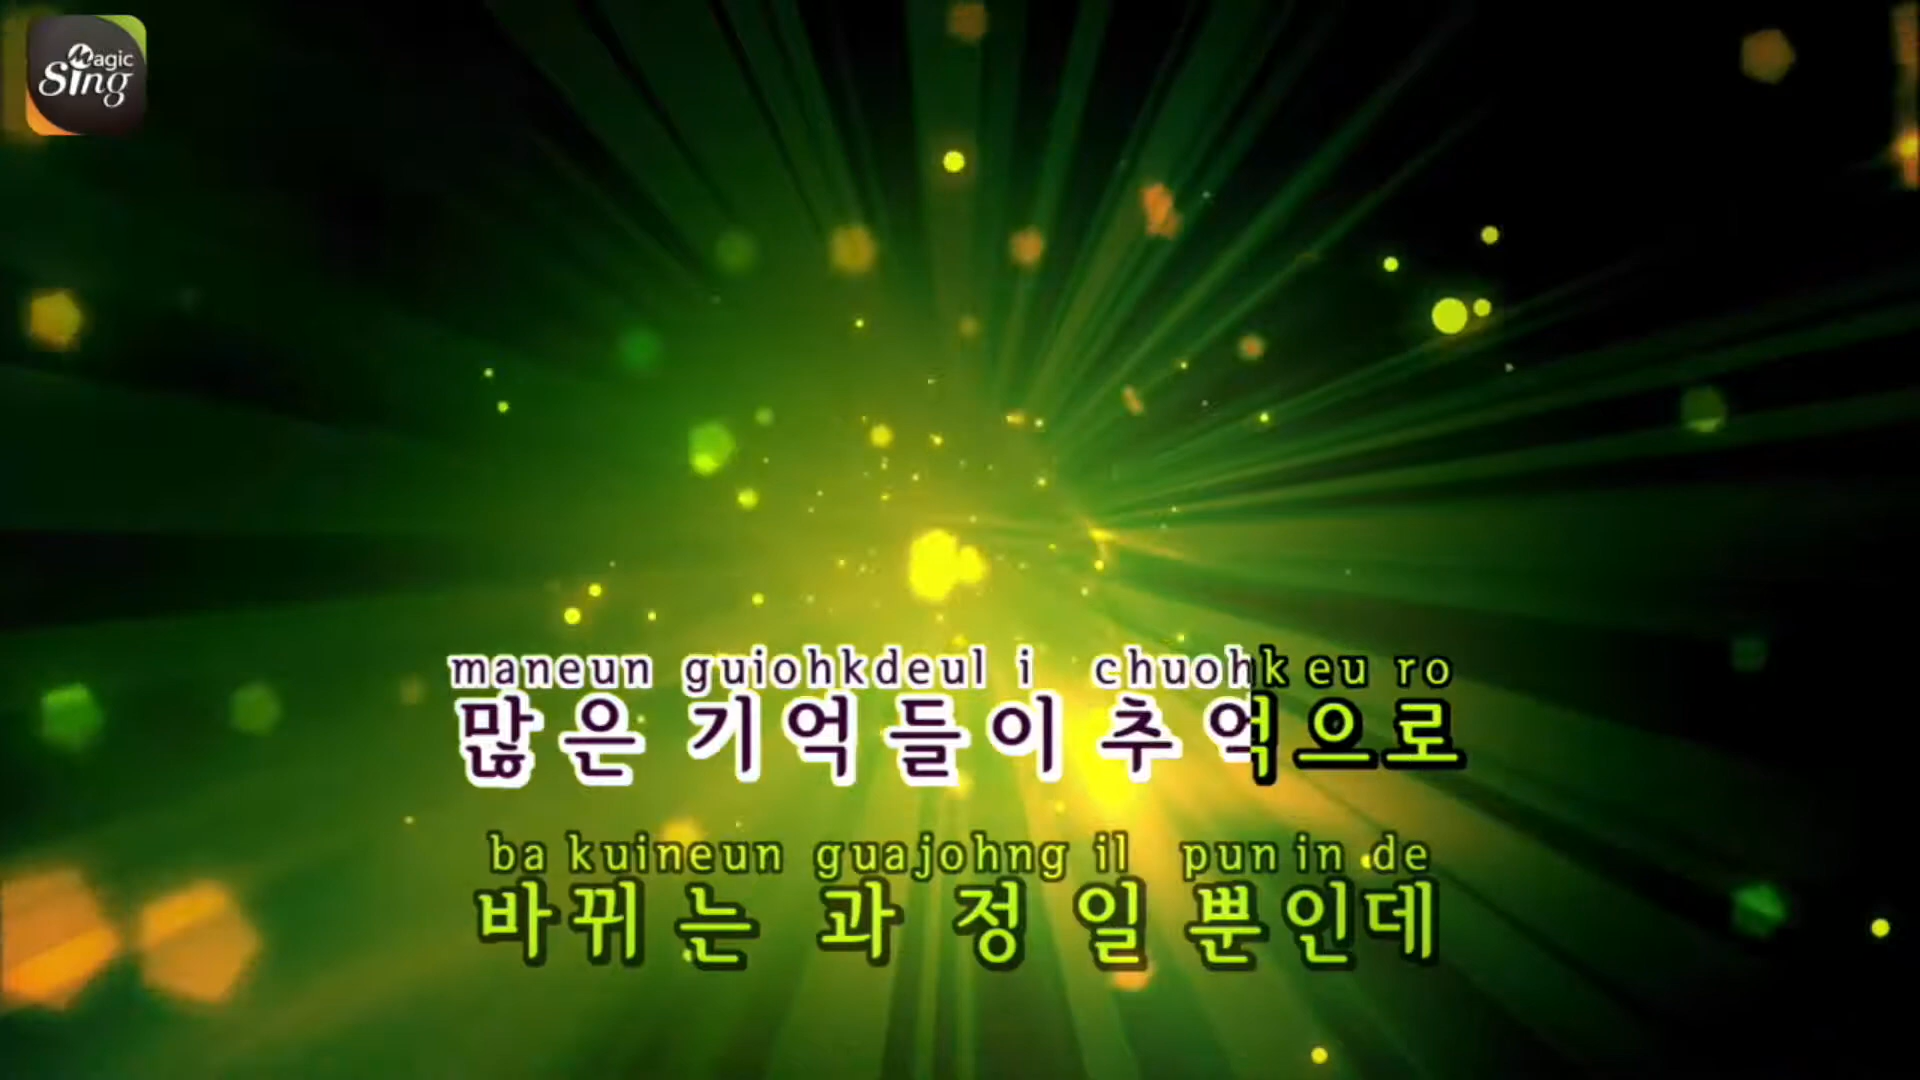 Magic
Sing
maneun guiohkdeul i chuohk eu ro
많은 기억들이 추억으로
ba kuineun guajohng il pun in de
바뀌는 과정일 뿐인데